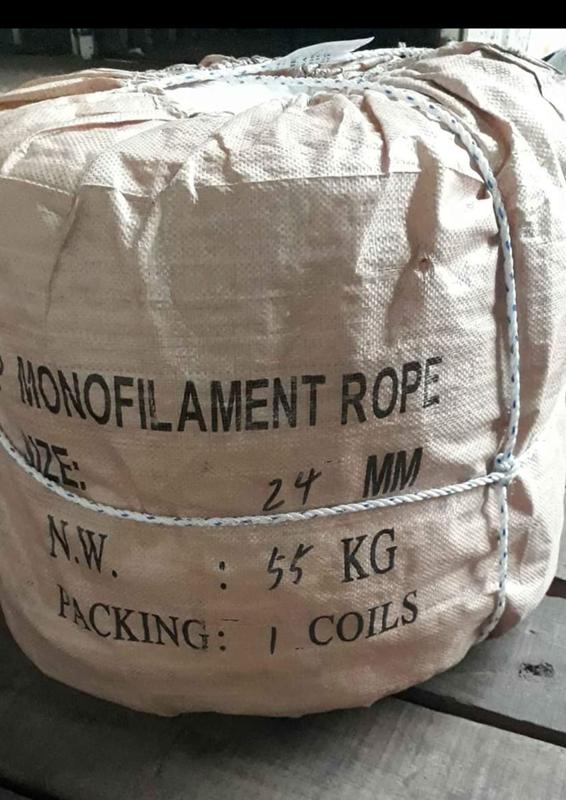 MONOFILAMENT ROPE
SIZE: 24 MM
N.W. : 55 KG
PACKING: 1 COILS